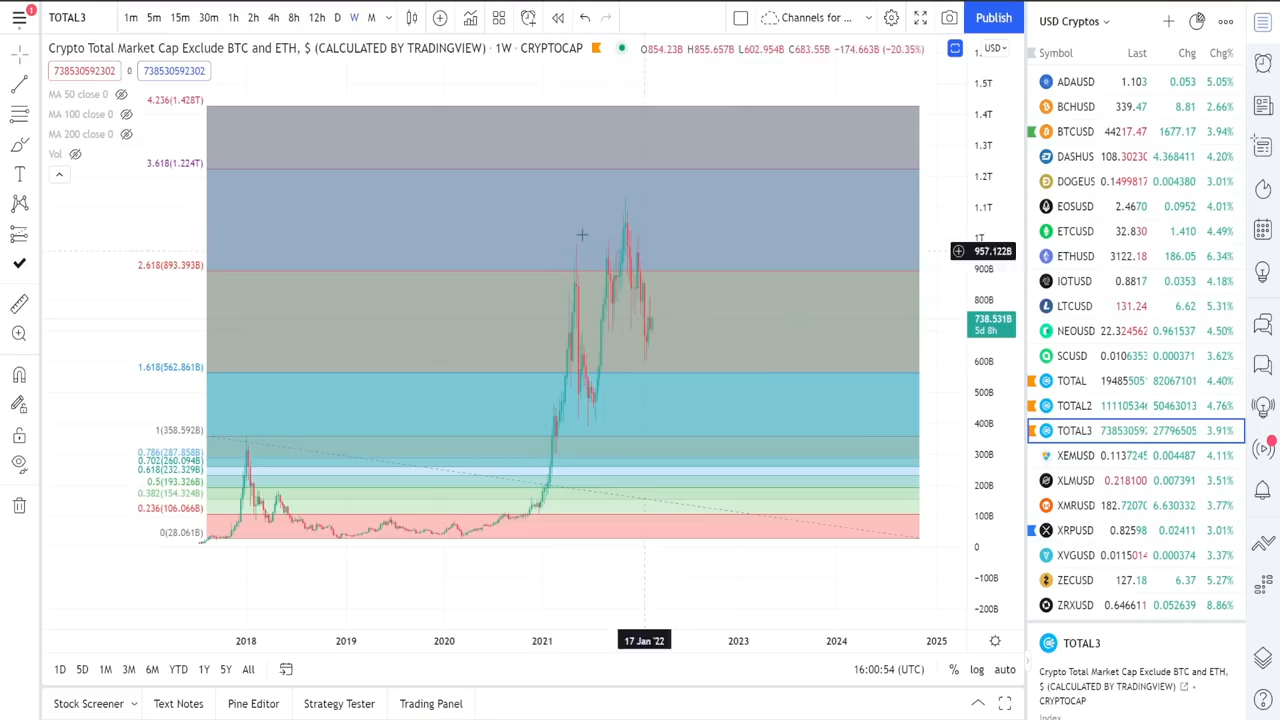 11
TOTAL3 1m 5m 15m 30m 1h 2h 4h 8h 12h D W M Channels for ... Publish
Crypto Total Market Cap Exclude BTC and ETH, $ (CALCULATED BY TRADINGVIEW) · 1W · CRYPTOCAP O854.23B H855.657B L602.954B C683.55B -174.663B (-20.35%)
738530592302 0 738530592302
MA 50 close 0
MA 100 close 0
MA 200 close 0
Vol
4.236(1.428T)
3.618(1.224T)
2.618(893.393B)
1.618(562.861B)
1(358.592B)
0.786(287.858B)
0.702(260.094B)
0.618(232.329B)
0.5(193.326B)
0.382(154.324B)
0.236(106.066B)
0(28.061B)
USD
1.5T
1.4T
1.3T
1.2T
1.1T
1T
957.122B
900B
800B
738.531B
5d 8h
600B
500B
400B
300B
200B
100B
0
-100B
-200B
2018 2019 2020 2021 17 Jan '22 2023 2024 2025
1D 5D 1M 3M 6M YTD 1Y 5Y All 16:00:54 (UTC) % log auto
Stock Screener Text Notes Pine Editor Strategy Tester Trading Panel
USD Cryptos
Symbol Last Chg Chg%
ADAUSD 1.103 0.053 5.05%
BCHUSD 339.47 8.81 2.66%
BTCUSD 44217.47 1677.17 3.94%
DASHUS 108.30230 4.368411 4.20%
DOGEUS 0.1499817 0.004380 3.01%
EOSUSD 2.4670 0.0952 4.01%
ETCUSD 32.830 1.410 4.49%
ETHUSD 3122.18 186.05 6.34%
IOTUSD 0.8817 0.0353 4.18%
LTCUSD 131.24 6.62 5.31%
NEOUSD 22.324562 0.961537 4.50%
SCUSD 0.0106353 0.000371 3.62%
TOTAL 19485505 82067101 4.40%
TOTAL2 111105346 50463013 4.76%
TOTAL3 738530592 27796505 3.91%
XEMUSD 0.1137245 0.004487 4.11%
XLMUSD 0.218100 0.007391 3.51%
XMRUSD 182.72070 6.630332 3.77%
XRPUSD 0.82598 0.02411 3.01%
XVGUSD 0.0115014 0.000374 3.37%
ZECUSD 127.18 6.37 5.27%
ZRXUSD 0.646611 0.052639 8.86%
TOTAL3
Crypto Total Market Cap Exclude BTC and ETH,
$ (CALCULATED BY TRADINGVIEW)
CRYPTOCAP
Index